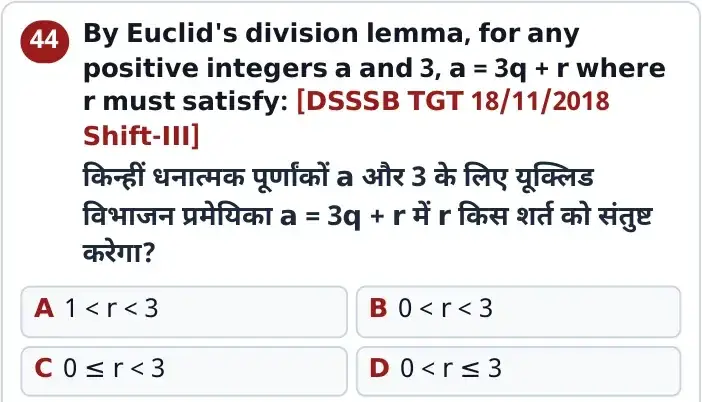 44 By Euclid's division lemma, for any
positive integers a and 3, a = 3q + r where
r must satisfy: [DSSSB TGT 18/11/2018
Shift-III]
किन्हीं धनात्मक पूर्णांकों a और 3 के लिए यूक्लिड
विभाजन प्रमेयिका a = 3q + r में r किस शर्त को संतुष्ट
करेगा?
A 1 < r < 3
B 0 < r < 3
C 0 ≤ r < 3
D 0 < r ≤ 3